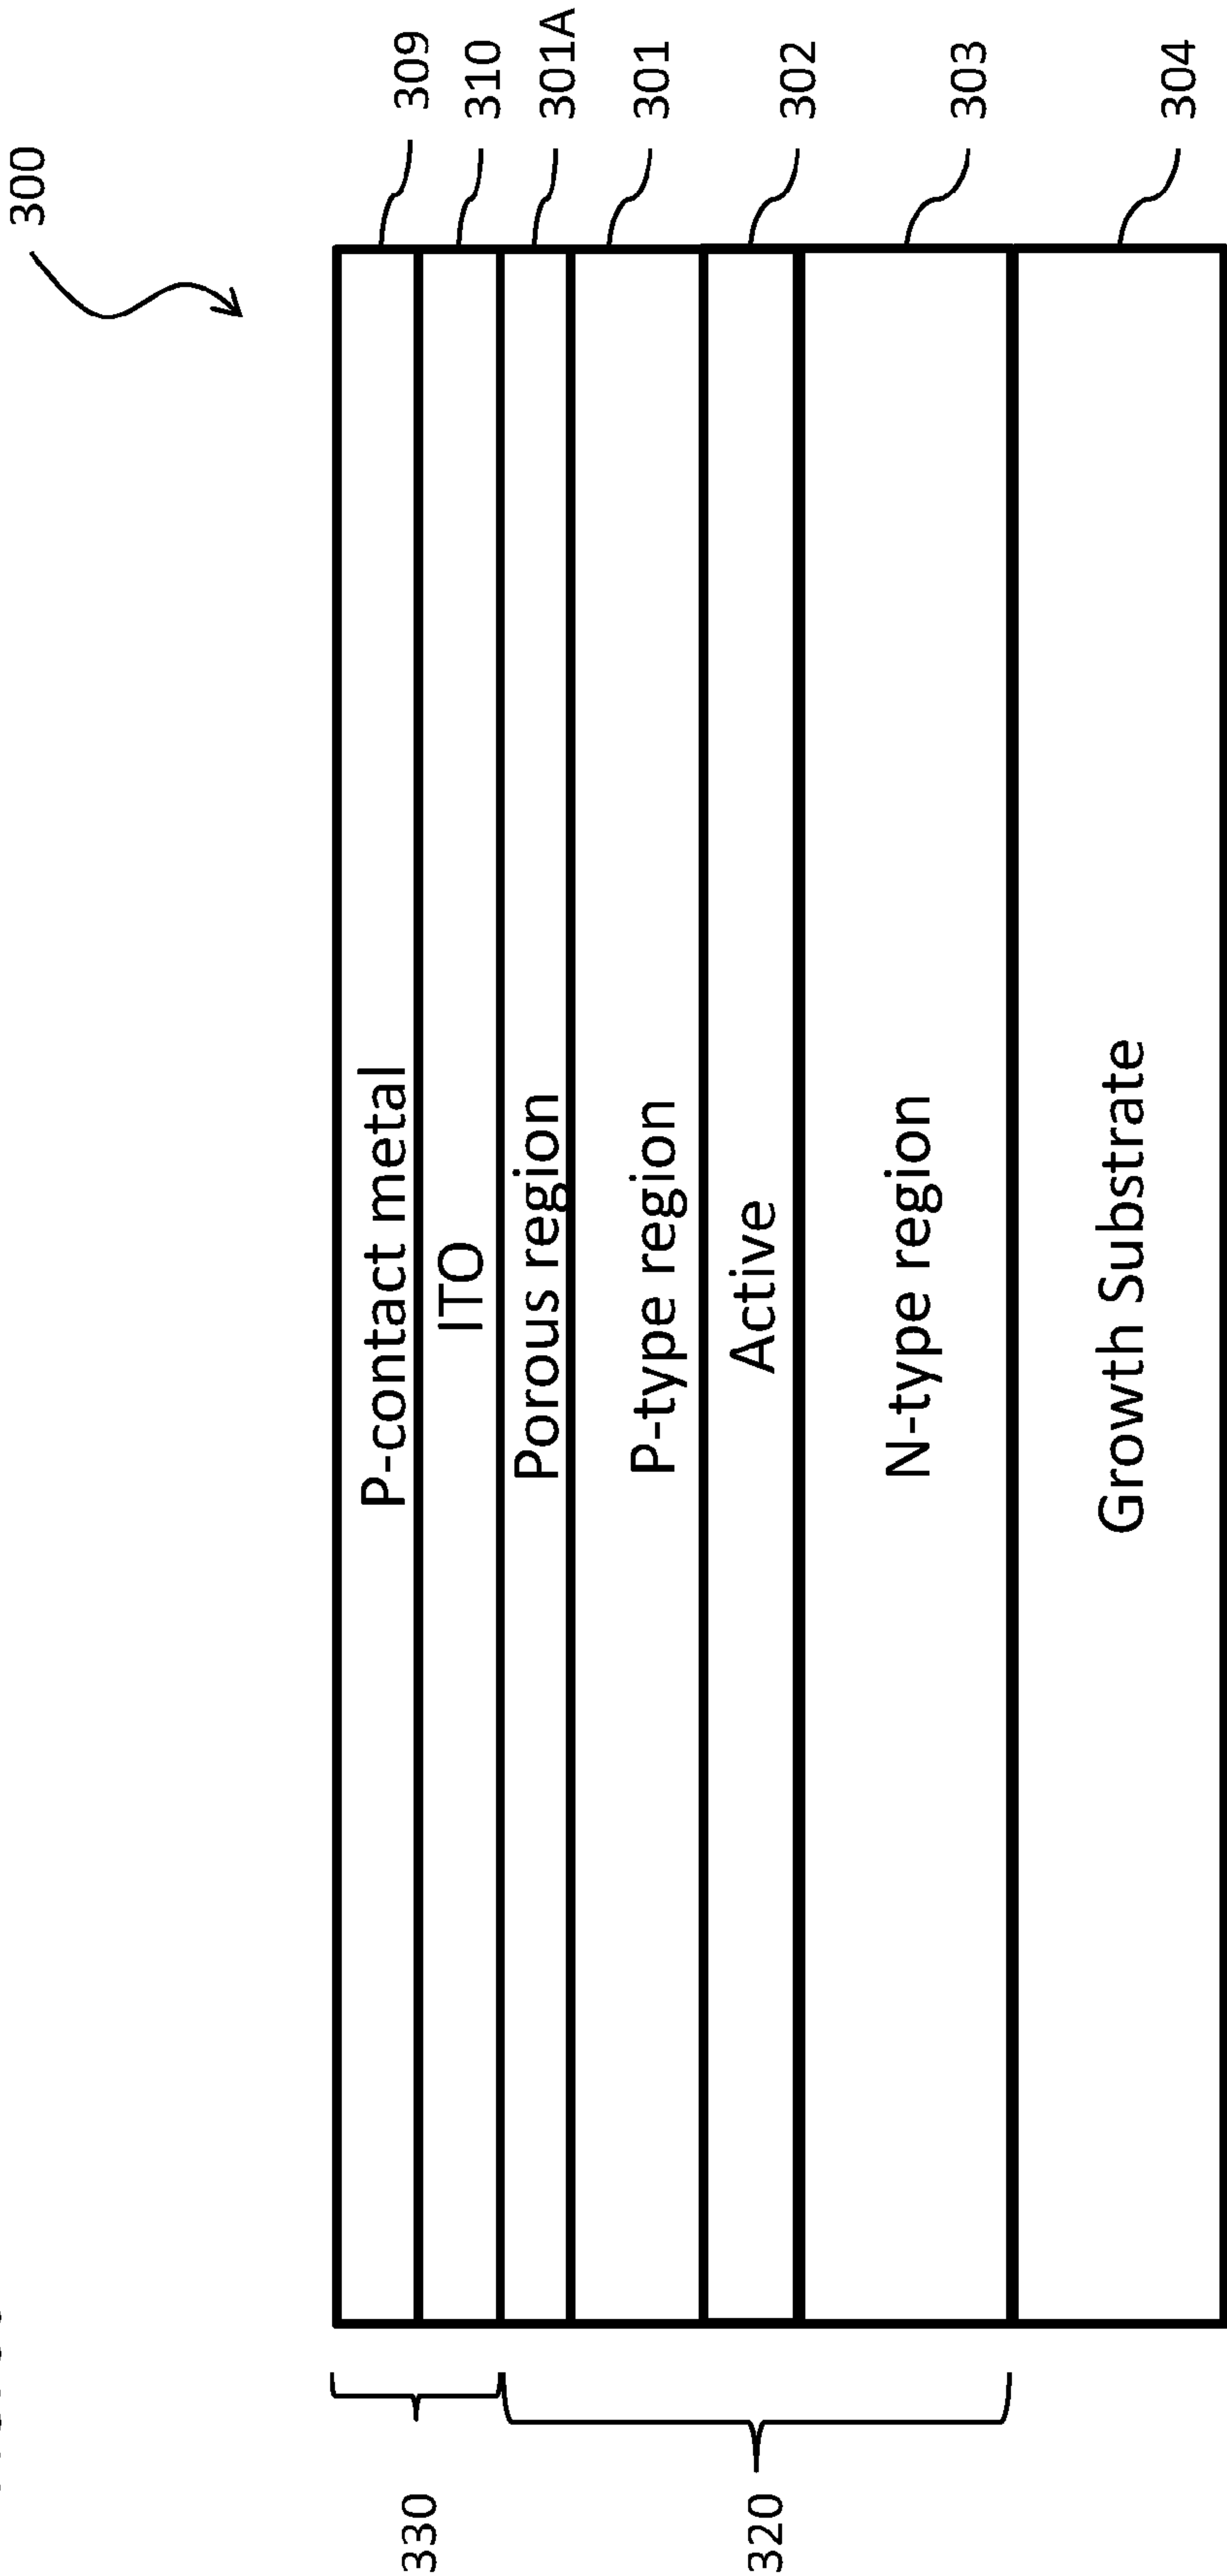 300
P-contact metal 309
ITO 310
Porous region 301A
P-type region 301
Active 302
N-type region 303
Growth Substrate 304
330
320